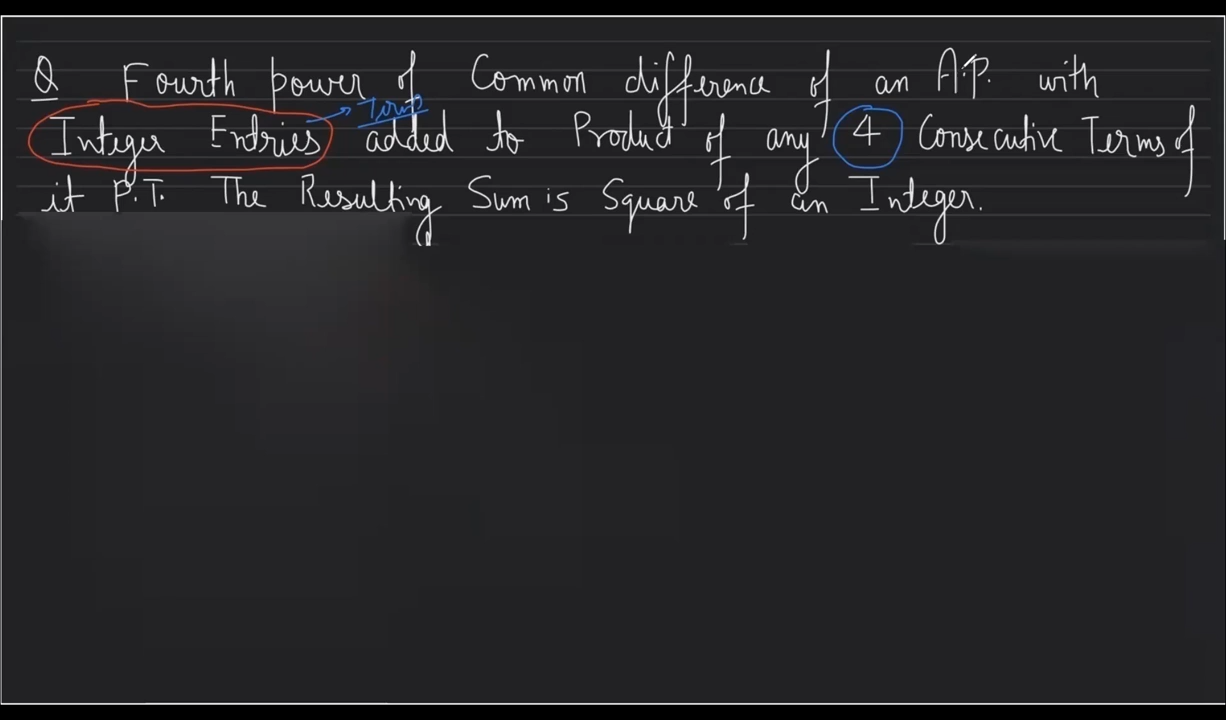 Q Fourth power of Common difference of an A.P. with
Integer Entries → Terms added to Product of any 4 Consecutive Terms of
it P.T. The Resulting Sum is Square of an Integer.